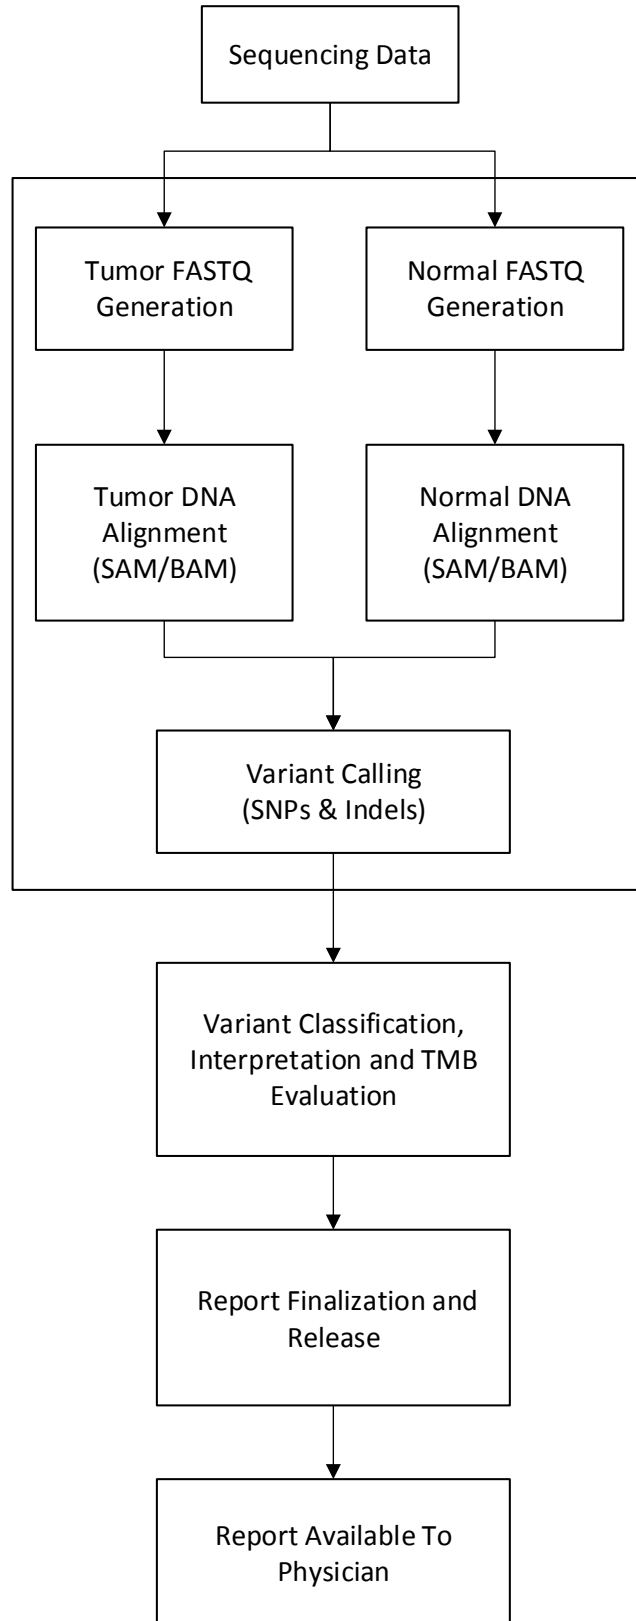 Sequencing Data
Tumor FASTQ
Generation
Normal FASTQ
Generation
Tumor DNA
Alignment
(SAM/BAM)
Normal DNA
Alignment
(SAM/BAM)
Variant Calling
(SNPs & Indels)
Variant Classification,
Interpretation and TMB
Evaluation
Report Finalization and
Release
Report Available To
Physician